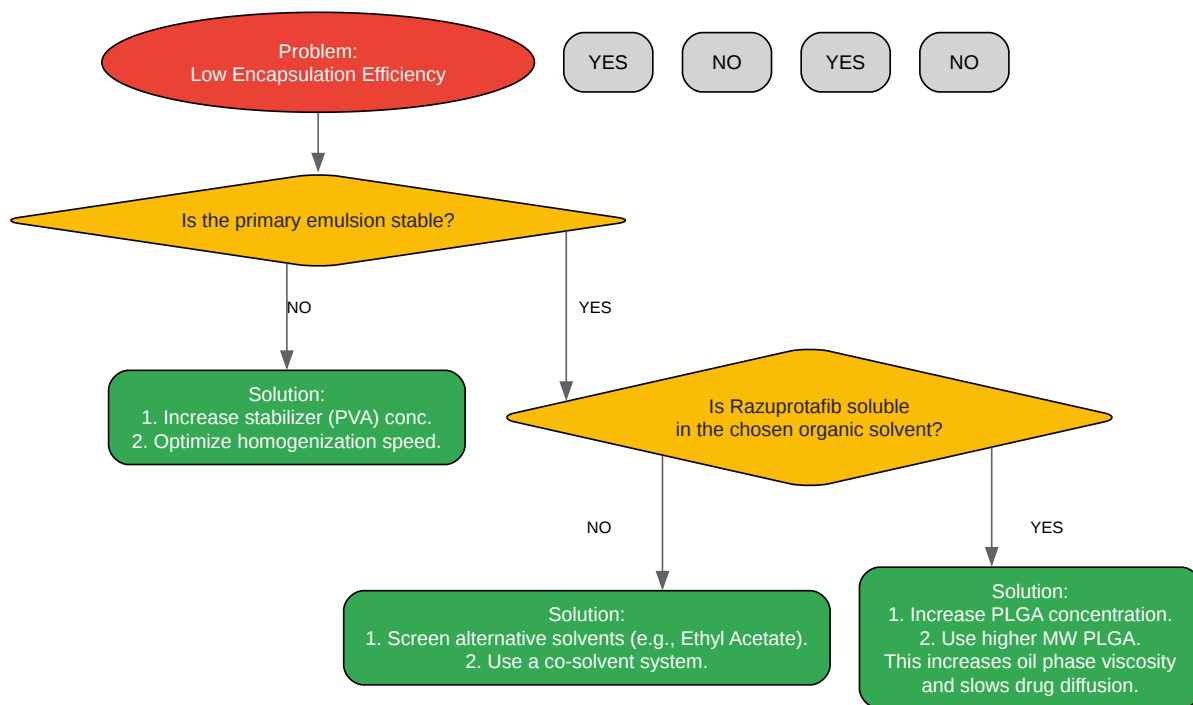 Problem:
Low Encapsulation Efficiency
YES
NO
YES
NO
Is the primary emulsion stable?
NO
YES
Solution:
1. Increase stabilizer (PVA) conc.
2. Optimize homogenization speed.
Is Razuprotafib soluble
in the chosen organic solvent?
NO
YES
Solution:
1. Screen alternative solvents (e.g., Ethyl Acetate).
2. Use a co-solvent system.
Solution:
1. Increase PLGA concentration.
2. Use higher MW PLGA.
This increases oil phase viscosity
and slows drug diffusion.